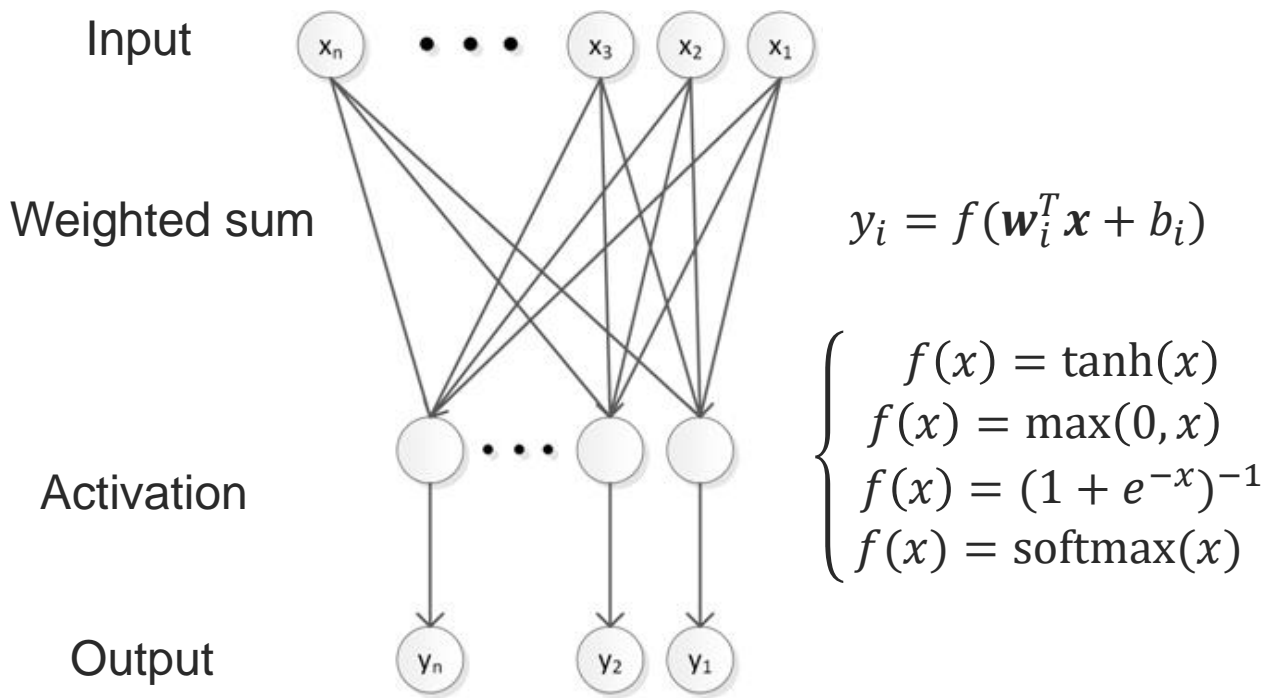 Input
xₙ • • • x₃ x₂ x₁
Weighted sum
yᵢ = f(𝒘ᵢᵀ𝒙 + bᵢ)
f(x) = tanh(x)
f(x) = max(0, x)
• • •
Activation
f(x) = (1 + e⁻ˣ)⁻¹
f(x) = softmax(x)
Output
yₙ y₂ y₁